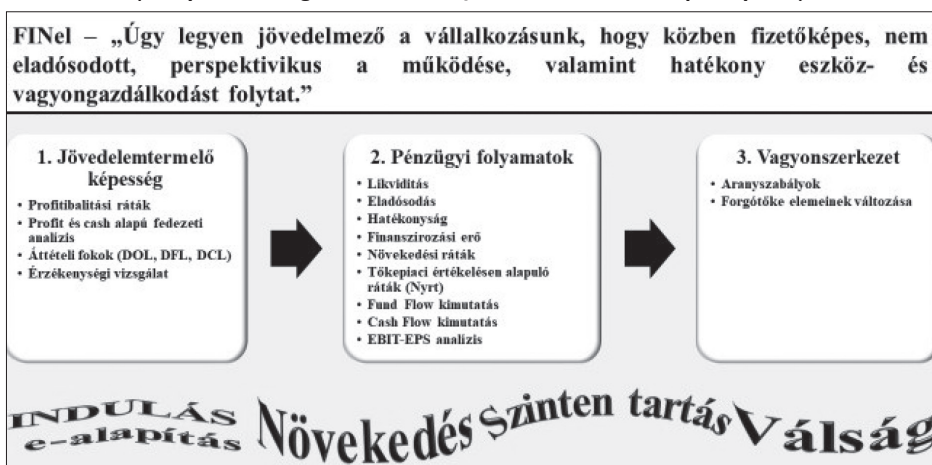 FINel – „Úgy legyen jövedelmező a vállalkozásunk, hogy közben fizetőképes, nem
eladósodott, perspektivikus a működése, valamint hatékony eszköz- és
vagyongazdálkodást folytat.”
1. Jövedelemtermelő
képesség
• Profitibalitási ráták
• Profit és cash alapú fedezeti
analízis
• Áttételi fokok (DOL, DFL, DCL)
• Érzékenységi vizsgálat
2. Pénzügyi folyamatok
• Likviditás
• Eladósodás
• Hatékonyság
• Finanszírozási erő
• Növekedési ráták
• Tőkepiaci értékelésen alapuló
ráták (Nyrt)
• Fund Flow kimutatás
• Cash Flow kimutatás
• EBIT-EPS analízis
3. Vagyonszerkezet
• Aranyszabályok
• Forgótőke elemeinek változása
INDULÁS
e-alapítás
Növekedés
Szinten tartás
Válság